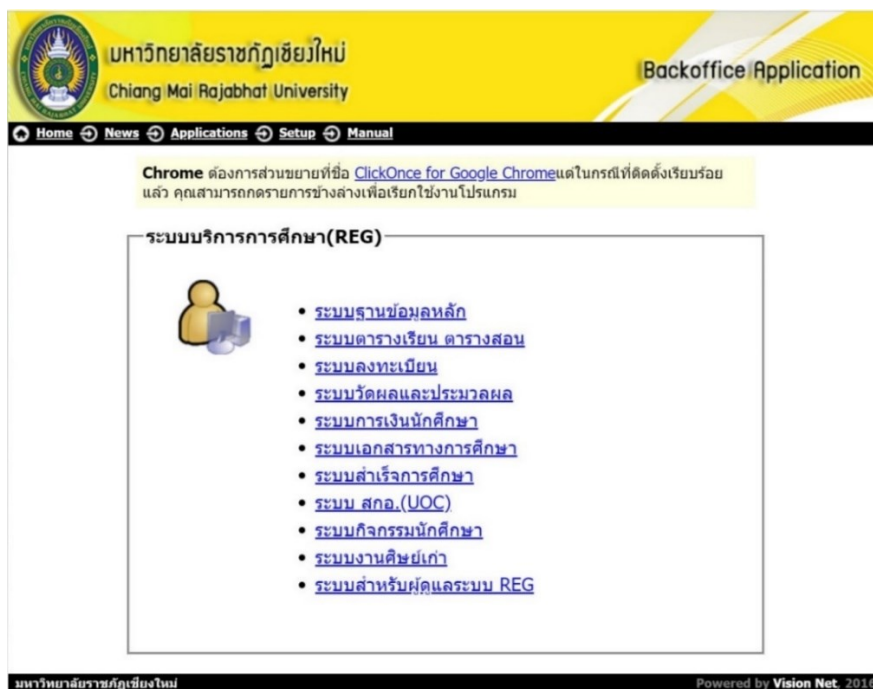 มหาวิทยาลัยราชภัฏเชียงใหม่
Chiang Mai Rajabhat University
Backoffice Application
Home News Applications Setup Manual
Chrome ต้องการส่วนขยายที่ชื่อ ClickOnce for Google Chromeแต่ในกรณีที่ติดตั้งเรียบร้อย
แล้ว คุณสามารถกดรายการข้างล่างเพื่อเรียกใช้งานโปรแกรม
ระบบบริการการศึกษา(REG)
ระบบฐานข้อมูลหลัก
ระบบตารางเรียน ตารางสอน
ระบบลงทะเบียน
ระบบวัดผลและประมวลผล
ระบบการเงินนักศึกษา
ระบบเอกสารทางการศึกษา
ระบบสำเร็จการศึกษา
ระบบ สกอ.(UOC)
ระบบกิจกรรมนักศึกษา
ระบบงานศิษย์เก่า
ระบบสำหรับผู้ดูแลระบบ REG
มหาวิทยาลัยราชภัฏเชียงใหม่
Powered by Vision Net, 2016